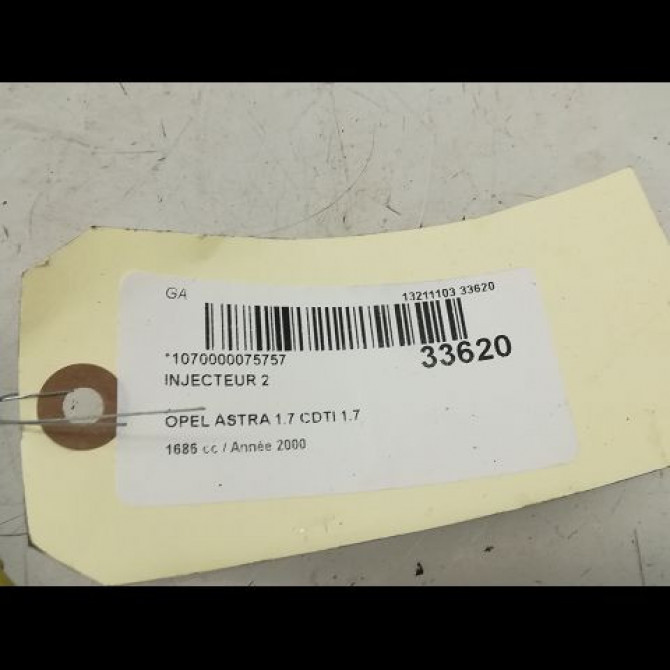 GA
13211103 33620
*1070000075757
33620
INJECTEUR 2
OPEL ASTRA 1.7 CDTI 1.7
1686 cc / Année 2000